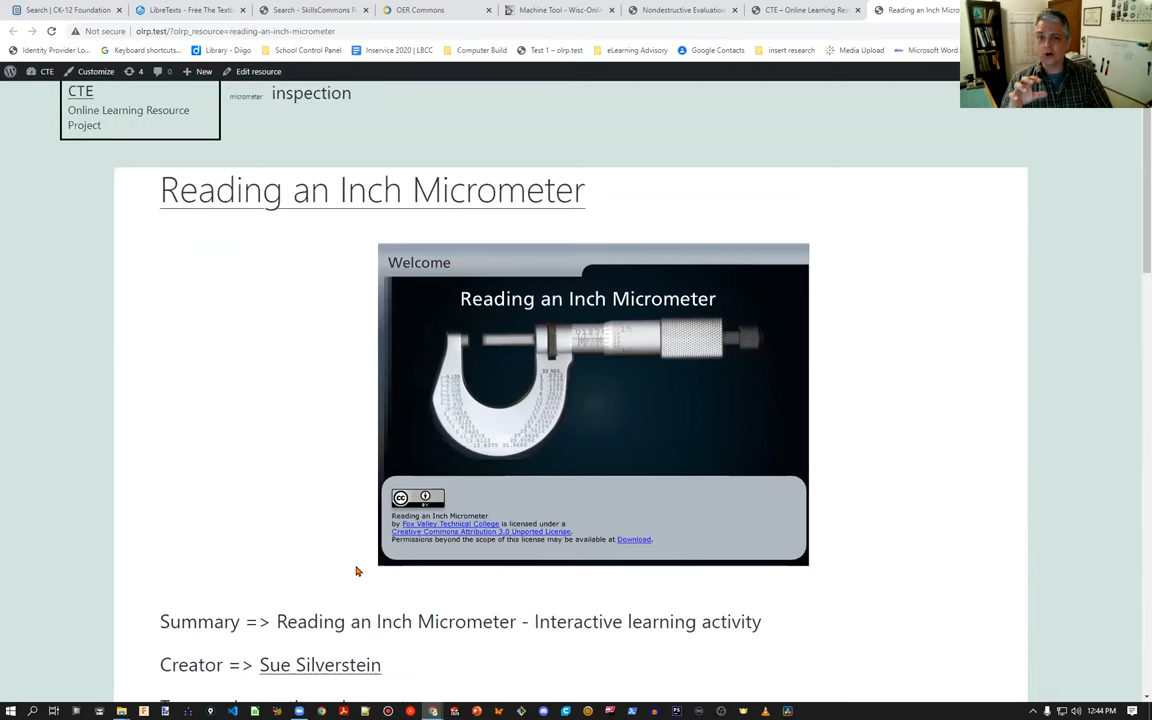 Search | CK-12 Foundation
LibreTexts - Free The Textb
Search - SkillsCommons R
OER Commons
Machine Tool - Wisc-Onli
Nondestructive Evaluation
CTE – Online Learning Res
Reading an Inch Microm
Not secure
olrp.test/?olrp_resource=reading-an-inch-micrometer
Identity Provider Lo...
Keyboard shortcuts...
Library - Diigo
School Control Panel
Inservice 2020 | LBCC
Computer Build
Test 1 – olrp.test
eLearning Advisory
Google Contacts
insert research
Media Upload
Microsoft Word
CTE
Customize
4
0
New
Edit resource
CTE
Online Learning Resource
Project
micrometer
inspection
Reading an Inch Micrometer
Welcome
Reading an Inch Micrometer
Reading an Inch Micrometer
by Fox Valley Technical College is licensed under a
Creative Commons Attribution 3.0 Unported License.
Permissions beyond the scope of this license may be available at Download.
Summary => Reading an Inch Micrometer - Interactive learning activity
Creator => Sue Silverstein
12:44 PM